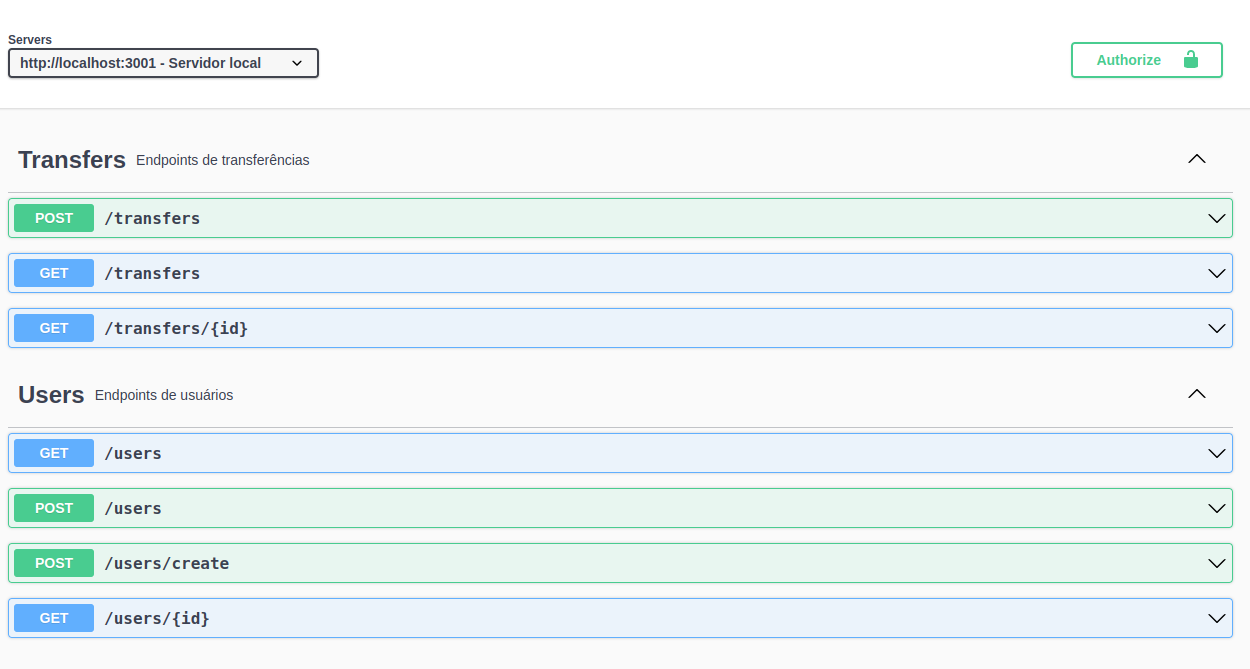 Servers
http://localhost:3001 - Servidor local
Authorize
Transfers Endpoints de transferências
POST /transfers
GET /transfers
GET /transfers/{id}
Users Endpoints de usuários
GET /users
POST /users
POST /users/create
GET /users/{id}